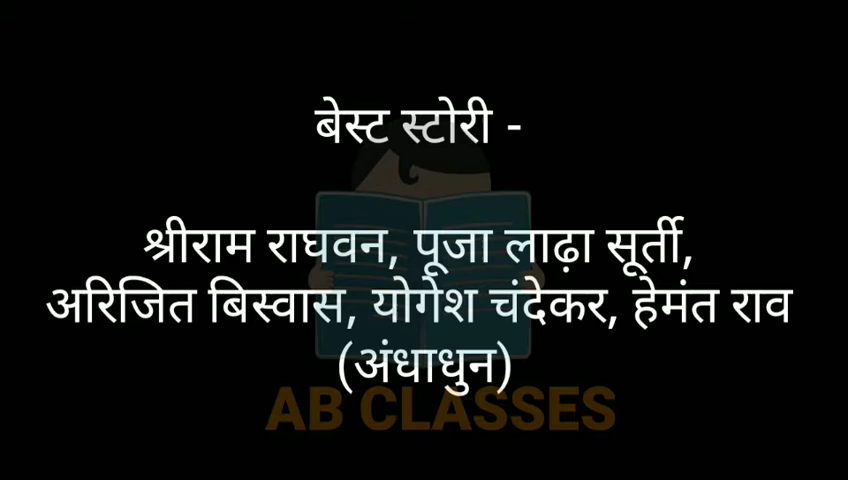 बेस्ट स्टोरी -
श्रीराम राघवन, पूजा लाढ़ा सूर्ती,
अरिजित बिस्वास, योगेश चंदेकर, हेमंत राव
(अंधाधुन)
AB CLASSES